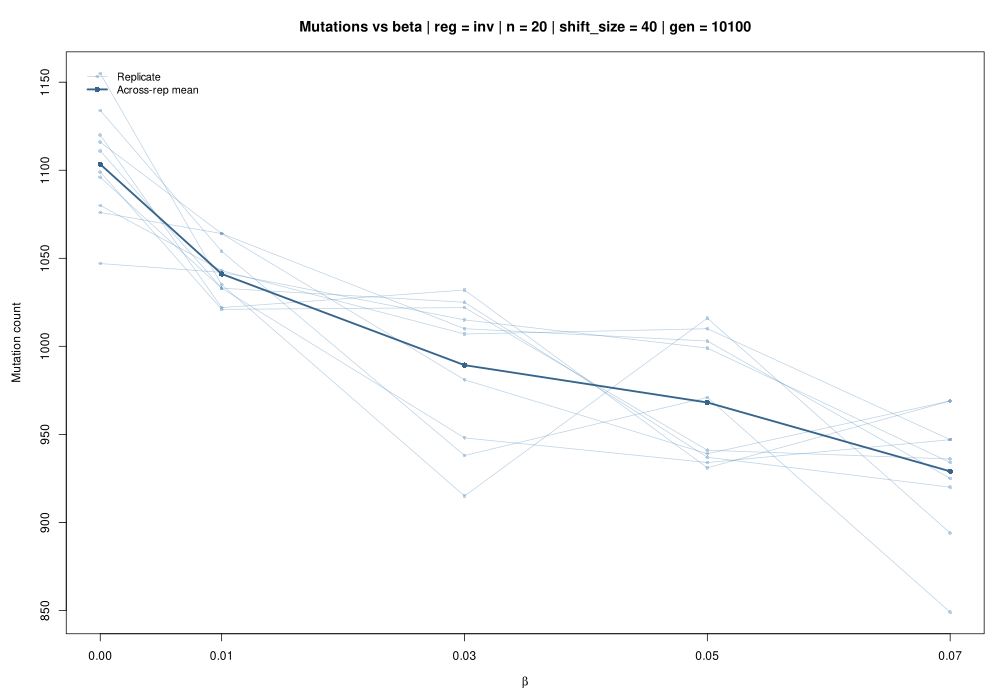 Mutations vs beta | reg = inv | n = 20 | shift_size = 40 | gen = 10100
Replicate
Across-rep mean
Mutation count
1150
1100
1050
1000
950
900
850
0.00 0.01 0.03 0.05 0.07
β